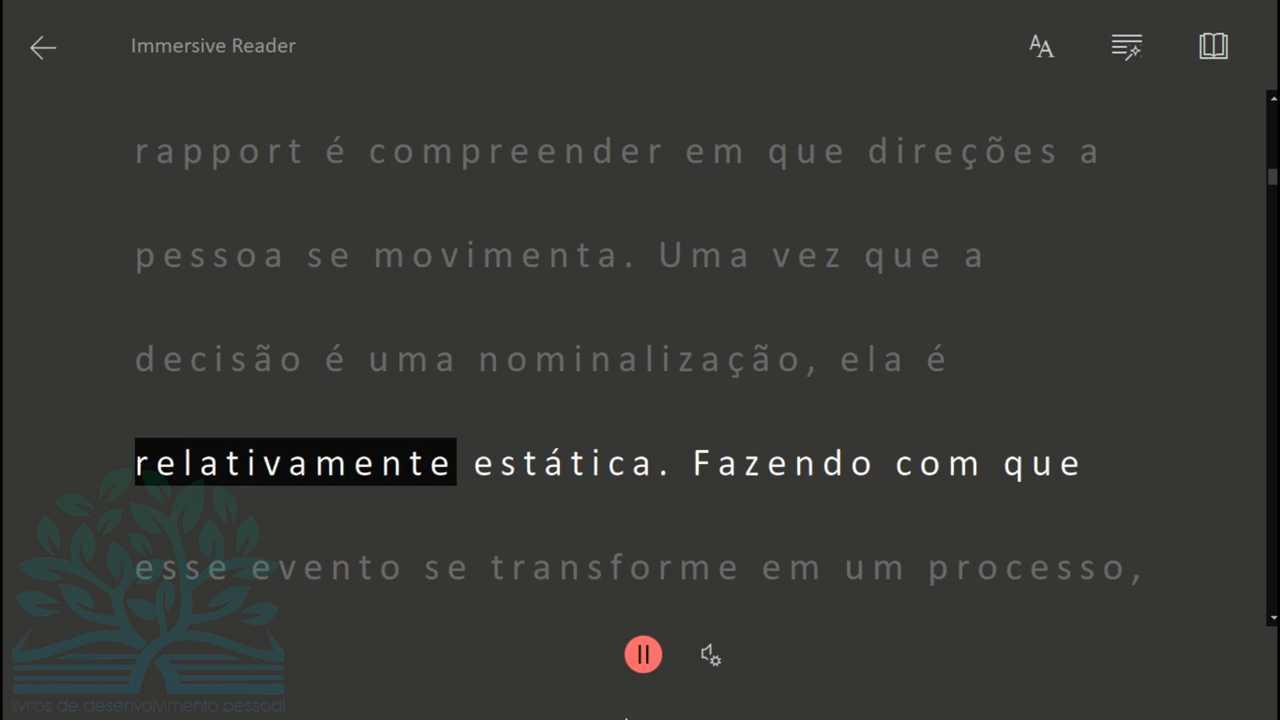 Immersive Reader
rapport é compreender em que direções a
pessoa se movimenta. Uma vez que a
decisão é uma nominalização, ela é
relativamente estática. Fazendo com que
esse evento se transforme em um processo,
livros de desenvolvimento pessoal